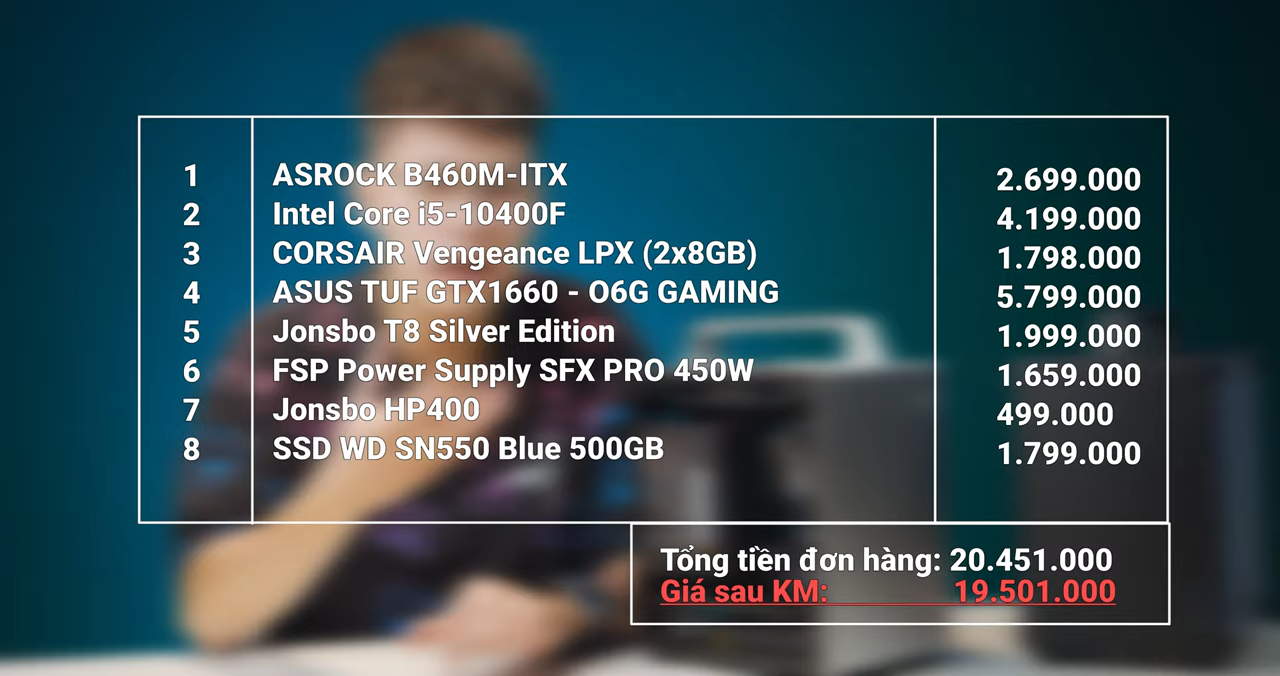 1 ASROCK B460M-ITX 2.699.000
2 Intel Core i5-10400F 4.199.000
3 CORSAIR Vengeance LPX (2x8GB) 1.798.000
4 ASUS TUF GTX1660 - O6G GAMING 5.799.000
5 Jonsbo T8 Silver Edition 1.999.000
6 FSP Power Supply SFX PRO 450W 1.659.000
7 Jonsbo HP400 499.000
8 SSD WD SN550 Blue 500GB 1.799.000
Tổng tiền đơn hàng: 20.451.000
Giá sau KM: 19.501.000